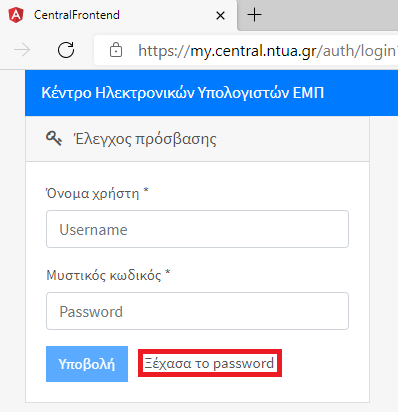 CentralFrontend
https://my.central.ntua.gr/auth/login
Κέντρο Ηλεκτρονικών Υπολογιστών ΕΜΠ
Έλεγχος πρόσβασης
Όνομα χρήστη *
Username
Μυστικός κωδικός *
Password
Υποβολή Ξέχασα το password